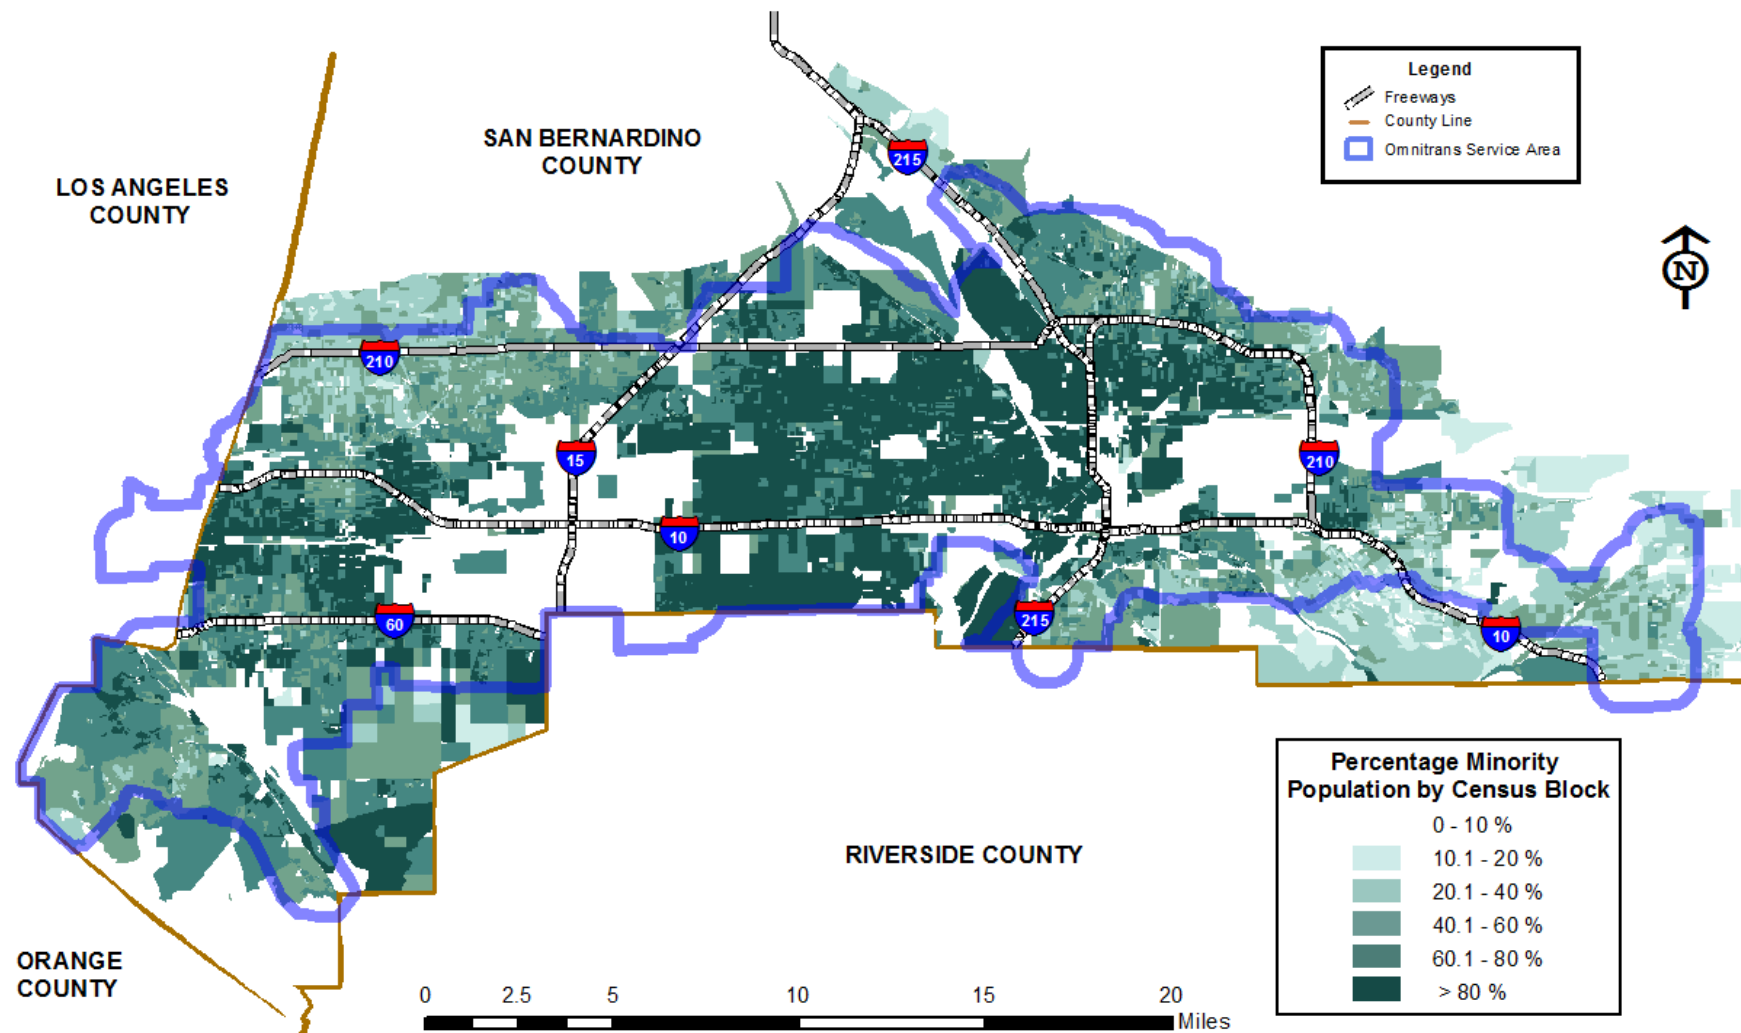 SAN BERNARDINO
COUNTY
LOS ANGELES
COUNTY
Legend
Freeways
County Line
Omnitrans Service Area
215
N
210
15
210
10
60
215
10
RIVERSIDE COUNTY
ORANGE
COUNTY
Percentage Minority
Population by Census Block
0 - 10 %
10.1 - 20 %
20.1 - 40 %
40.1 - 60 %
60.1 - 80 %
> 80 %
0 2.5 5 10 15 20
Miles